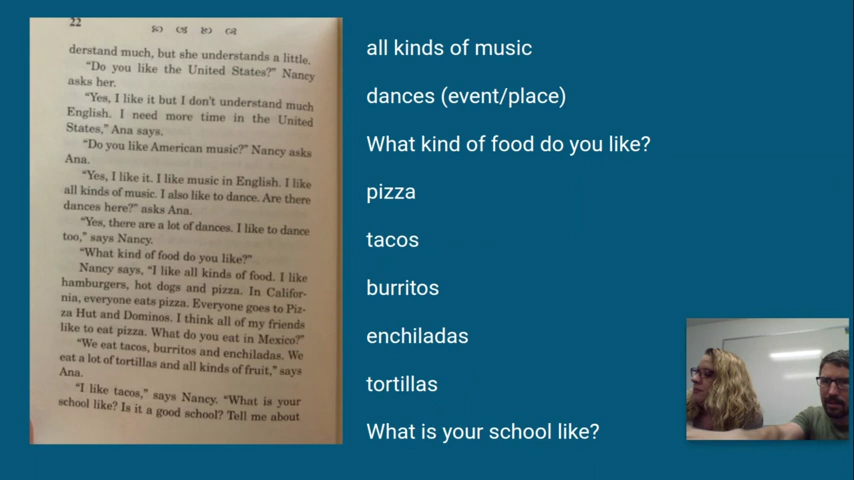 22
derstand much, but she understands a little.
"Do you like the United States?" Nancy
asks her.
"Yes, I like it but I don't understand much
English. I need more time in the United
States," Ana says.
"Do you like American music?" Nancy asks
Ana.
"Yes, I like it. I like music in English. I like
all kinds of music. I also like to dance. Are there
dances here?" asks Ana.
"Yes, there are a lot of dances. I like to dance
too," says Nancy.
"What kind of food do you like?"
Nancy says, "I like all kinds of food. I like
hamburgers, hot dogs and pizza. In Califor-
nia, everyone eats pizza. Everyone goes to Piz-
za Hut and Dominos. I think all of my friends
like to eat pizza. What do you eat in Mexico?"
"We eat tacos, burritos and enchiladas. We
eat a lot of tortillas and all kinds of fruit," says
Ana.
"I like tacos," says Nancy. "What is your
school like? Is it a good school? Tell me about
all kinds of music
dances (event/place)
What kind of food do you like?
pizza
tacos
burritos
enchiladas
tortillas
What is your school like?